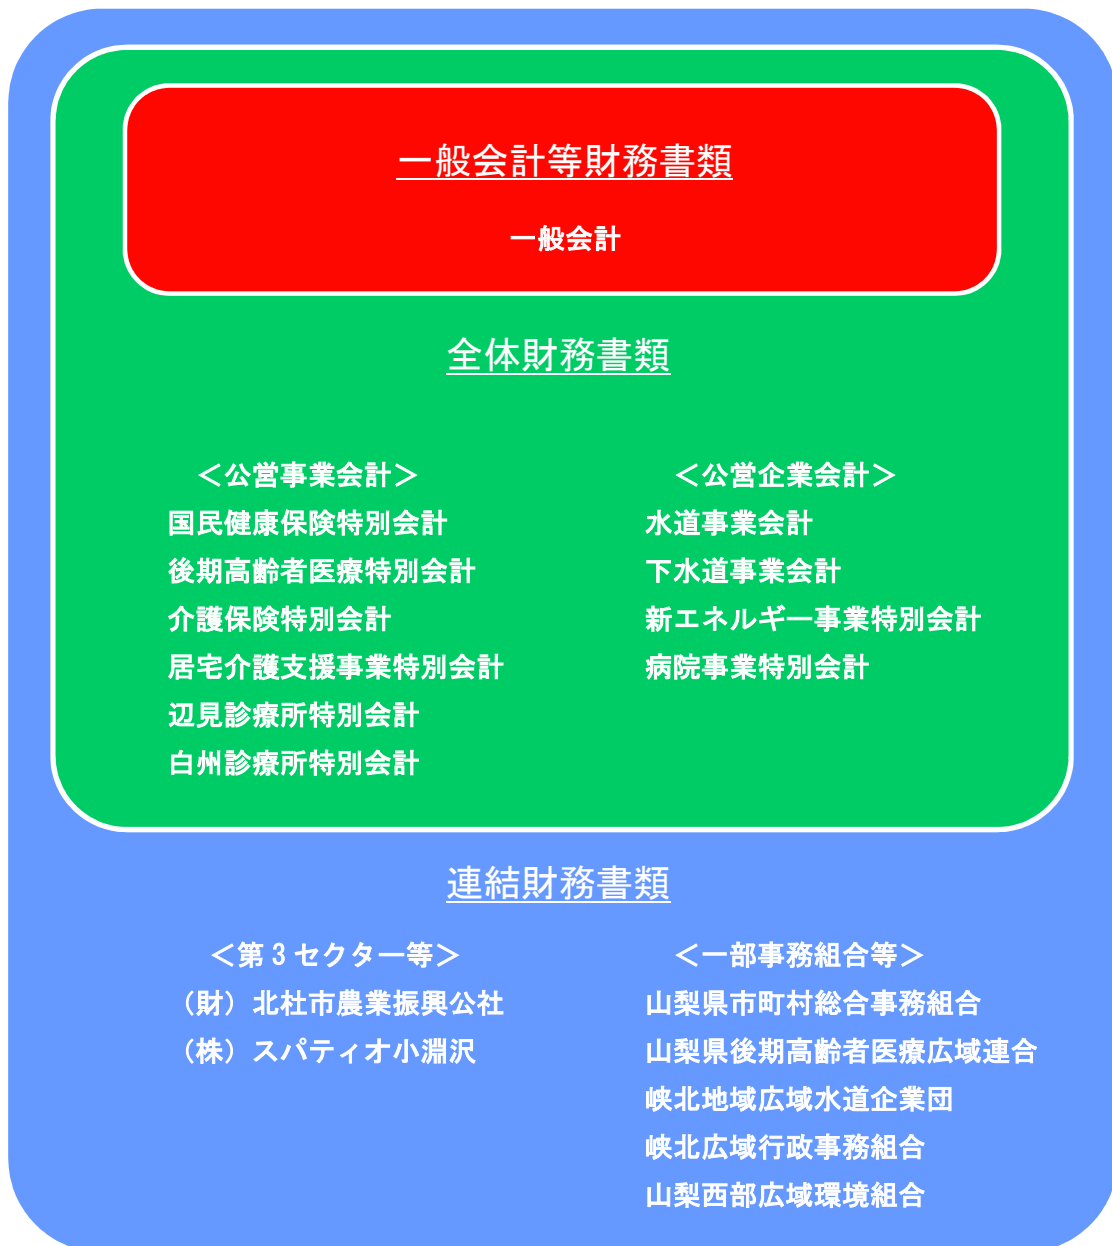 一般会計等財務書類
一般会計
全体財務書類
＜公営事業会計＞
国民健康保険特別会計
後期高齢者医療特別会計
介護保険特別会計
居宅介護支援事業特別会計
辺見診療所特別会計
白州診療所特別会計
＜公営企業会計＞
水道事業会計
下水道事業会計
新エネルギー事業特別会計
病院事業特別会計
連結財務書類
＜第3セクター等＞
（財）北杜市農業振興公社
（株）スパティオ小淵沢
＜一部事務組合等＞
山梨県市町村総合事務組合
山梨県後期高齢者医療広域連合
峡北地域広域水道企業団
峡北広域行政事務組合
山梨西部広域環境組合